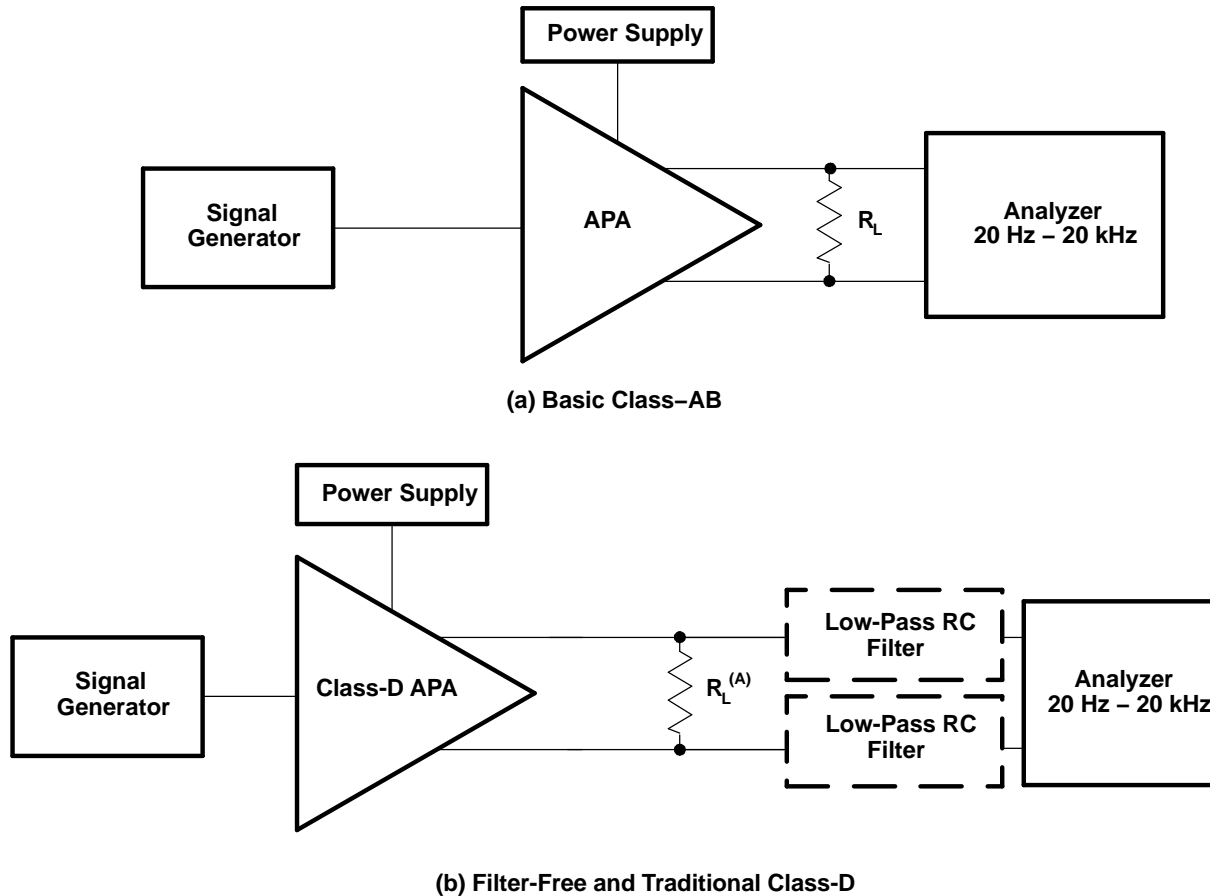 Power Supply
Signal
Generator
APA
R_L
Analyzer
20 Hz – 20 kHz
(a) Basic Class–AB
Power Supply
Signal
Generator
Class-D APA
R_L^(A)
Low-Pass RC
Filter
Low-Pass RC
Filter
Analyzer
20 Hz – 20 kHz
(b) Filter-Free and Traditional Class-D